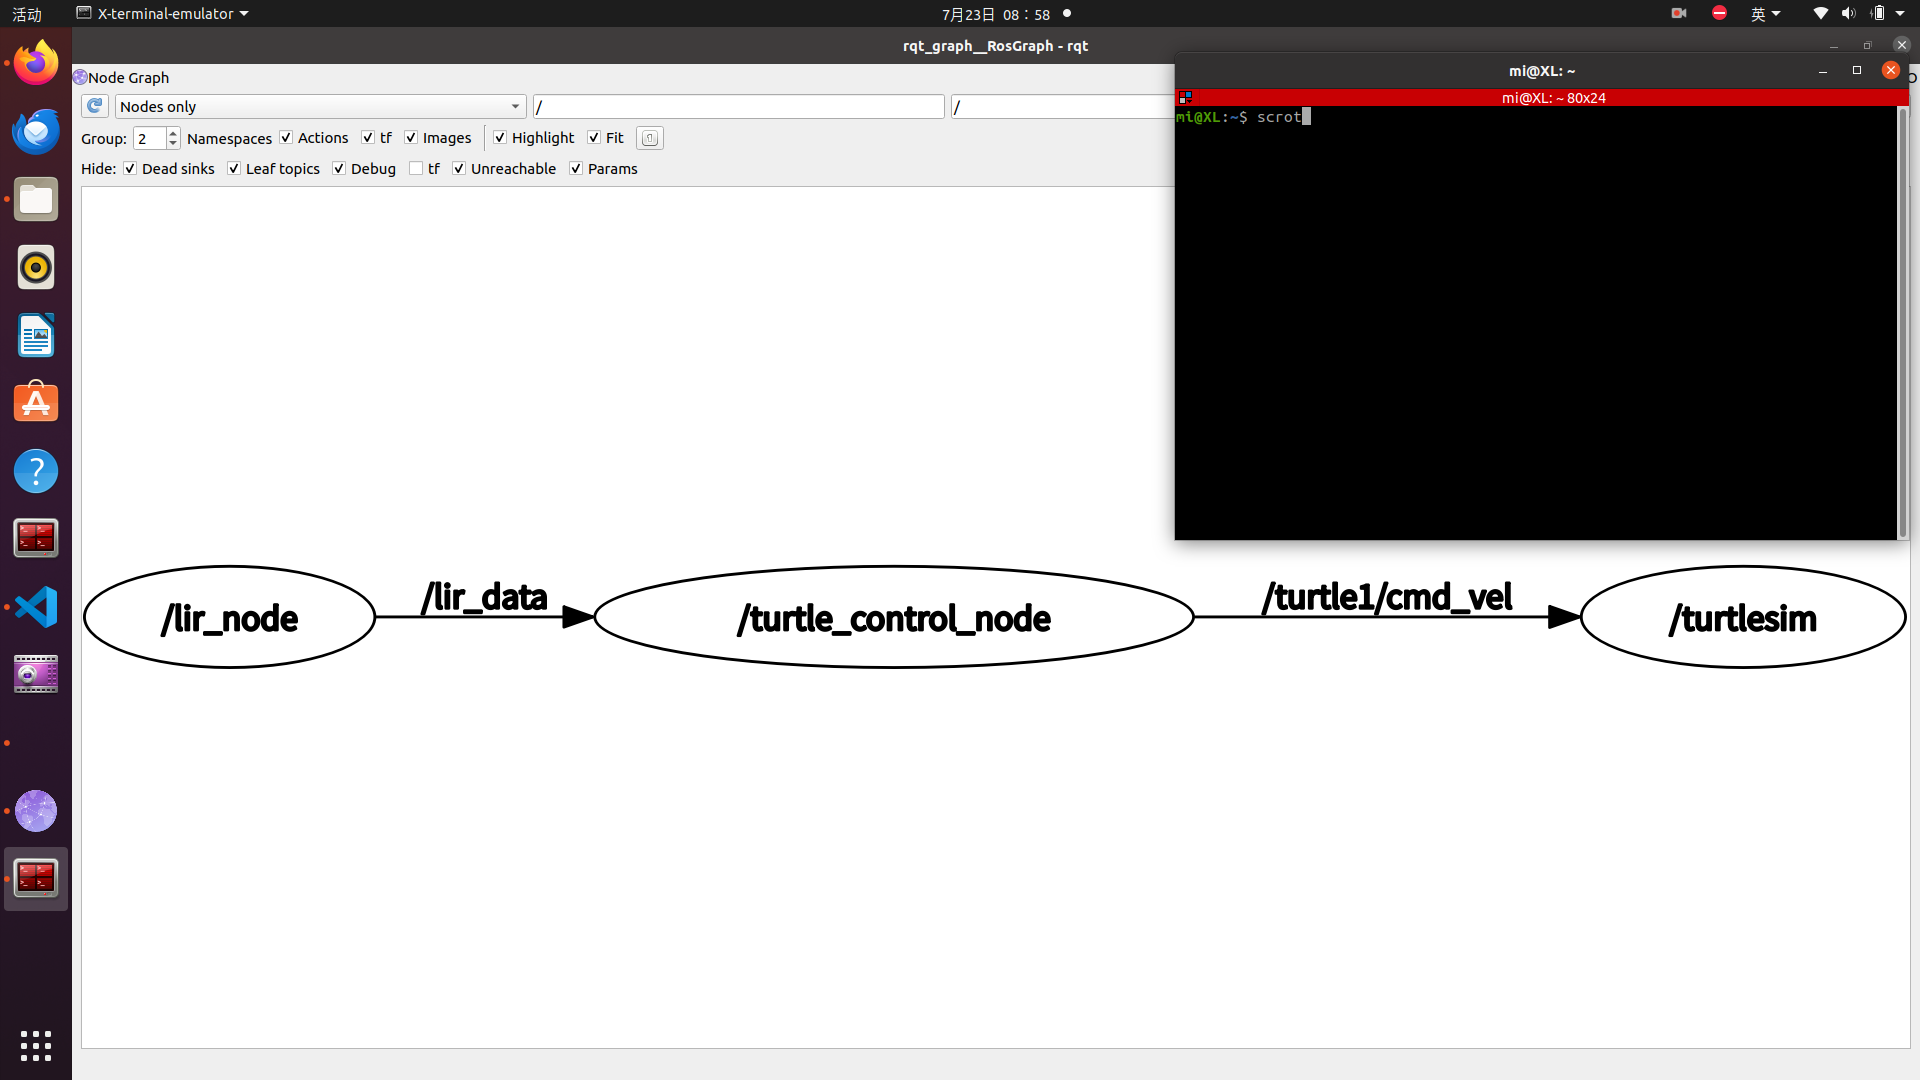 活动 X-terminal-emulator 7月23日 08：58 英
rqt_graph__RosGraph - rqt
Node Graph
Nodes only / /
Group: 2 Namespaces Actions tf Images Highlight Fit
Hide: Dead sinks Leaf topics Debug tf Unreachable Params
mi@XL: ~
mi@XL: ~ 80x24
mi@XL:~$ scrot
/lir_node /lir_data /turtle_control_node /turtle1/cmd_vel /turtlesim